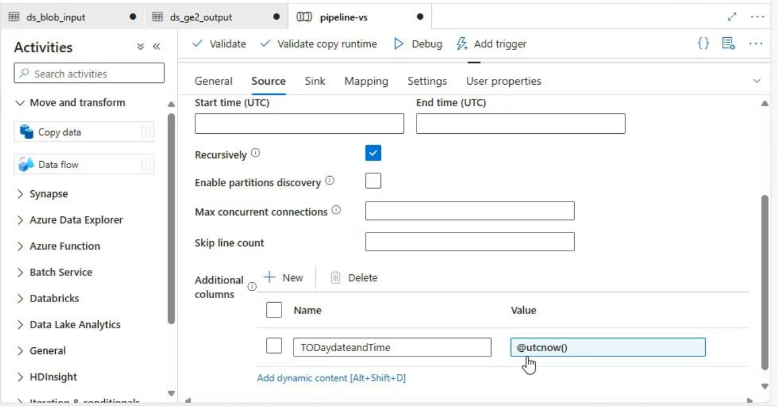 ds_blob_input
ds_ge2_output
pipeline-vs
Activities
Search activities
Move and transform
Copy data
Data flow
Synapse
Azure Data Explorer
Azure Function
Batch Service
Databricks
Data Lake Analytics
General
HDInsight
Iteration & conditionals
Validate
Validate copy runtime
Debug
Add trigger
General
Source
Sink
Mapping
Settings
User properties
Start time (UTC)
End time (UTC)
Recursively
Enable partitions discovery
Max concurrent connections
Skip line count
Additional
columns
New
Delete
Name
Value
TODaydateandTime
@utcnow()
Add dynamic content [Alt+Shift+D]